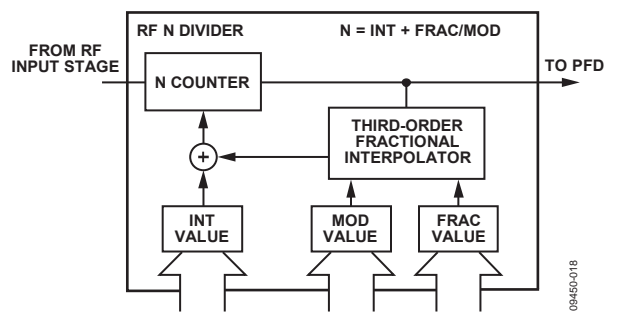 RF N DIVIDER
N = INT + FRAC/MOD
FROM RF
INPUT STAGE
TO PFD
N COUNTER
THIRD-ORDER
FRACTIONAL
INTERPOLATOR
+
INT
VALUE
MOD
VALUE
FRAC
VALUE
09450-018